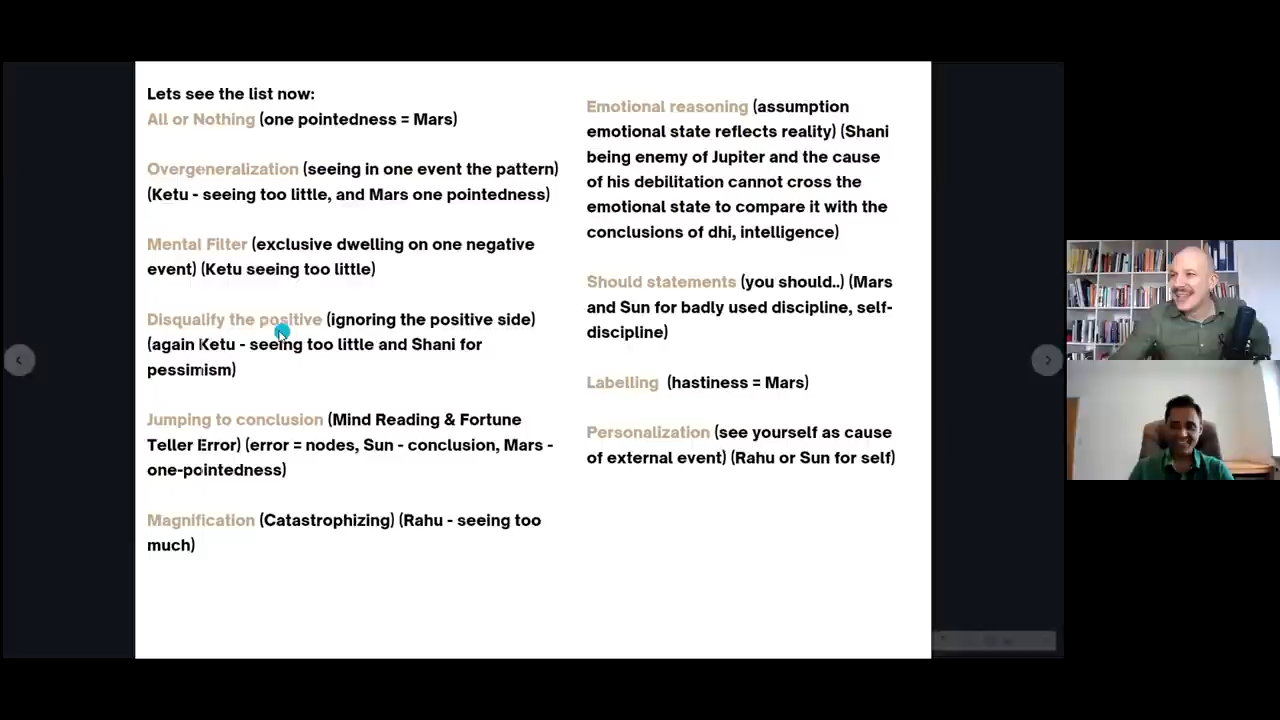 Lets see the list now:
All or Nothing (one pointedness = Mars)
Overgeneralization (seeing in one event the pattern)
(Ketu - seeing too little, and Mars one pointedness)
Mental Filter (exclusive dwelling on one negative
event) (Ketu seeing too little)
Disqualify the positive (ignoring the positive side)
(again Ketu - seeing too little and Shani for
pessimism)
Jumping to conclusion (Mind Reading & Fortune
Teller Error) (error = nodes, Sun - conclusion, Mars -
one-pointedness)
Magnification (Catastrophizing) (Rahu - seeing too
much)
Emotional reasoning (assumption
emotional state reflects reality) (Shani
being enemy of Jupiter and the cause
of his debilitation cannot cross the
emotional state to compare it with the
conclusions of dhi, intelligence)
Should statements (you should..) (Mars
and Sun for badly used discipline, self-
discipline)
Labelling (hastiness = Mars)
Personalization (see yourself as cause
of external event) (Rahu or Sun for self)